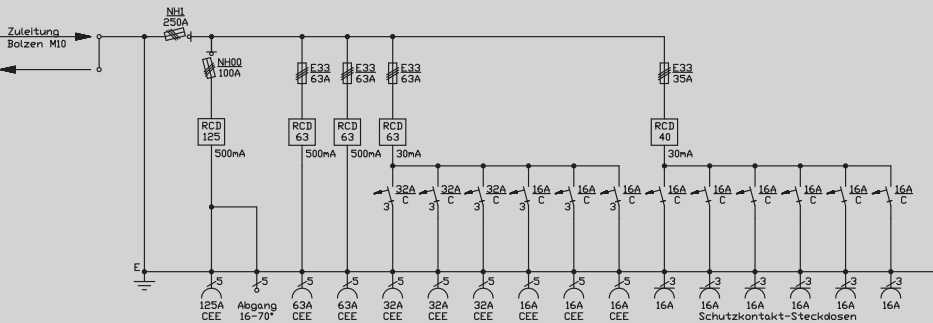 NH1
250A
Zuleitung
Bolzen M10
NH00
100A
E33
63A
E33
63A
E33
63A
E33
35A
RCD
125
500mA
RCD
63
500mA
RCD
63
500mA
RCD
63
30mA
RCD
40
30mA
32A
C
3
32A
C
3
32A
C
3
16A
C
3
16A
C
3
16A
C
3
16A
C
16A
C
16A
C
16A
C
16A
C
16A
C
E
5 5 5 5 5 5 5 5 5 5 3 3 3 3 3 3
125A
CEE
Abgang
16-70°
63A
CEE
63A
CEE
32A
CEE
32A
CEE
32A
CEE
16A
CEE
16A
CEE
16A
CEE
16A 16A 16A 16A 16A 16A
Schutzkontakt-Steckdosen